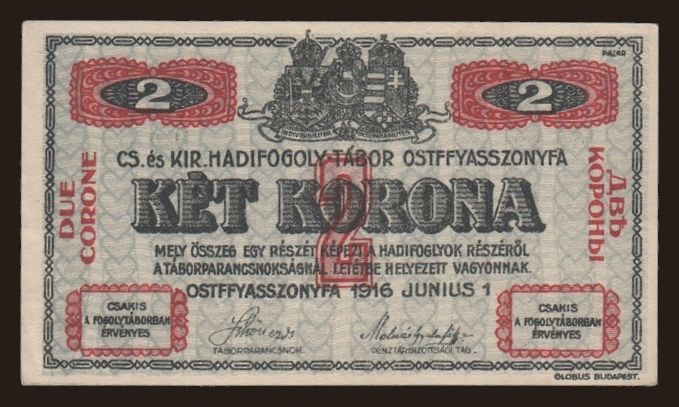 PAZAR
2
2
INDIVISIBILITER INSEPARABILITER
CS. és KIR. HADIFOGOLY-TÁBOR OSTFFYASSZONYFA
DUE CORONE
KÉT KORONA
2
ДВѢ КОРОНЫ
MELY ÖSSZEG EGY RÉSZÉT KÉPEZI A HADIFOGLYOK RÉSZÉRŐL
A TÁBORPARANCSNOKSÁGNÁL LETÉTBE HELYEZETT VAGYONNAK.
OSTFFYASSZONYFA 1916 JUNIUS 1
CSAKIS
A FOGOLYTÁBORBAN
ÉRVÉNYES
CSAKIS
A FOGOLYTÁBORBAN
ÉRVÉNYES
TÁBORPARANCSNOK.
PÉNZTÁRBIZOTTSÁGI TAG.
GLOBUS BUDAPEST.